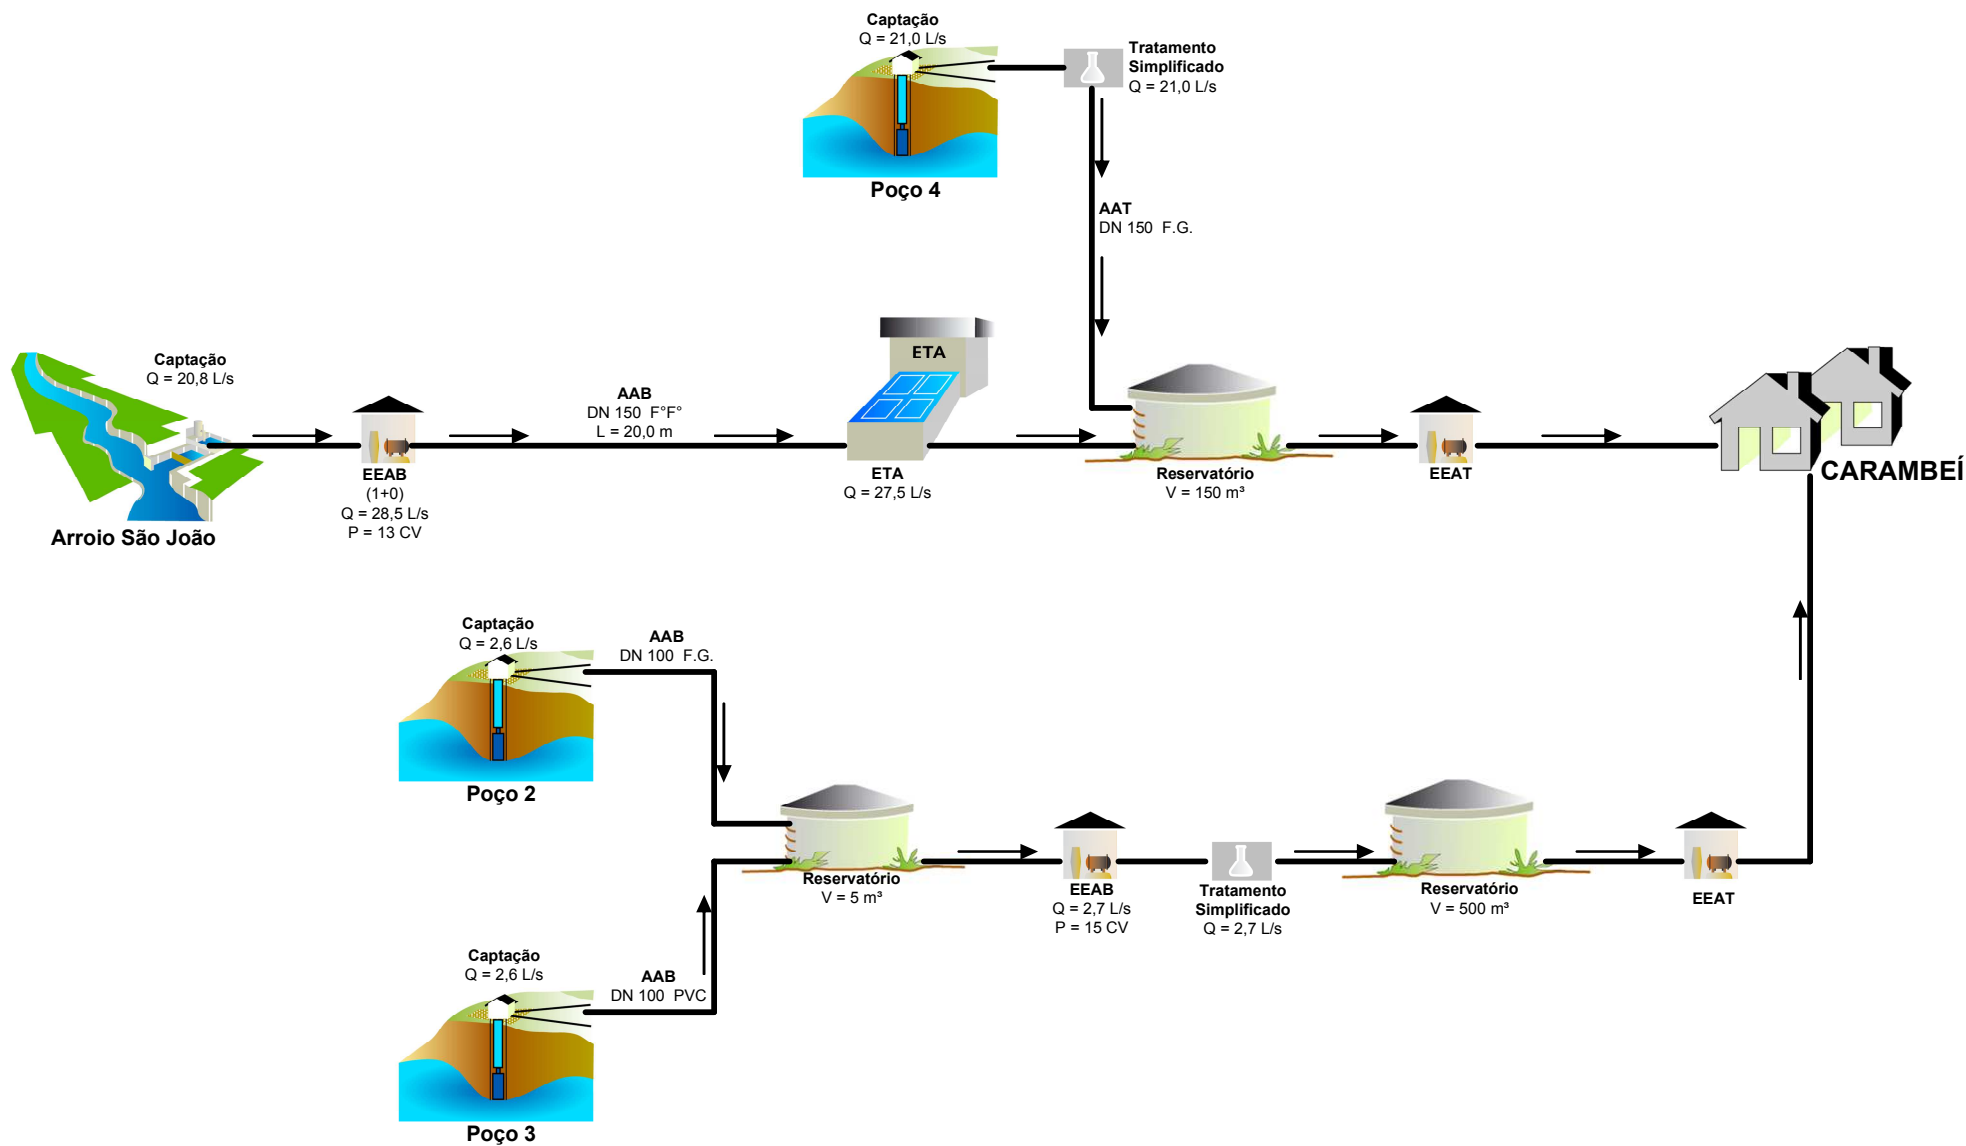 Captação
Q = 21,0 L/s
Tratamento
Simplificado
Q = 21,0 L/s
Poço 4
AAT
DN 150  F.G.
Captação
Q = 20,8 L/s
Arroio São João
EEAB
(1+0)
Q = 28,5 L/s
P = 13 CV
AAB
DN 150  F°F°
L = 20,0 m
ETA
ETA
Q = 27,5 L/s
Reservatório
V = 150 m³
EEAT
CARAMBEÍ
Captação
Q = 2,6 L/s
Poço 2
AAB
DN 100  F.G.
Reservatório
V = 5 m³
EEAB
Q = 2,7 L/s
P = 15 CV
Tratamento
Simplificado
Q = 2,7 L/s
Reservatório
V = 500 m³
EEAT
Captação
Q = 2,6 L/s
Poço 3
AAB
DN 100  PVC